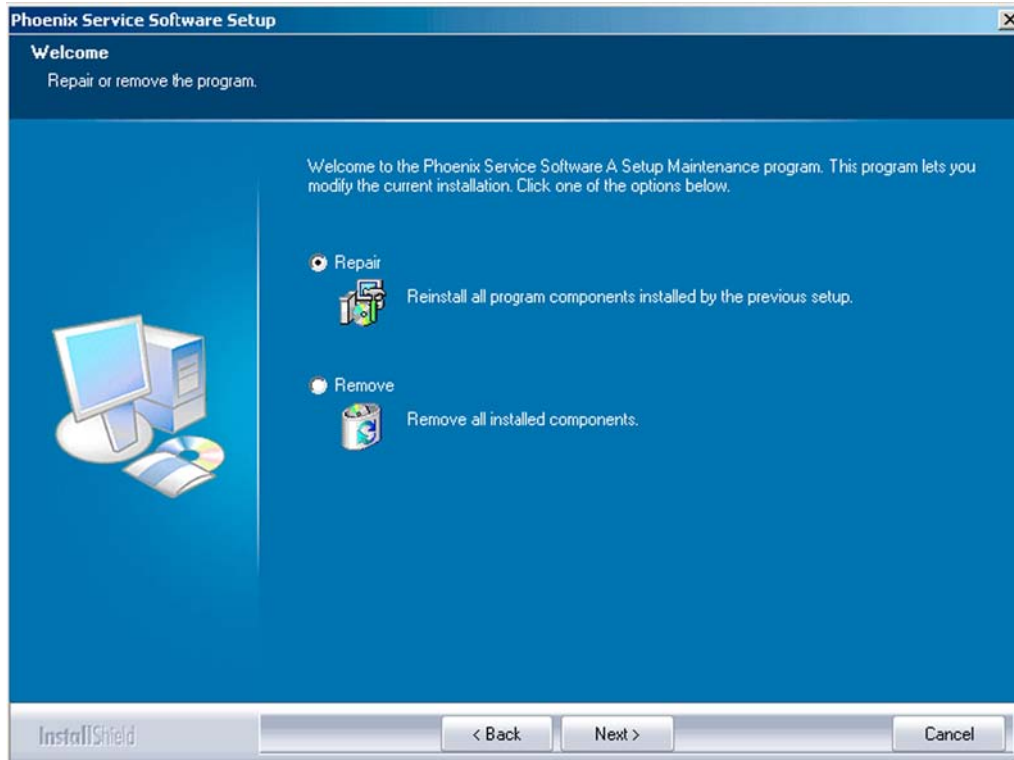 Phoenix Service Software Setup
Welcome
Repair or remove the program.
Welcome to the Phoenix Service Software A Setup Maintenance program. This program lets you
modify the current installation. Click one of the options below.
Repair
Reinstall all program components installed by the previous setup.
Remove
Remove all installed components.
InstallShield
< Back
Next >
Cancel